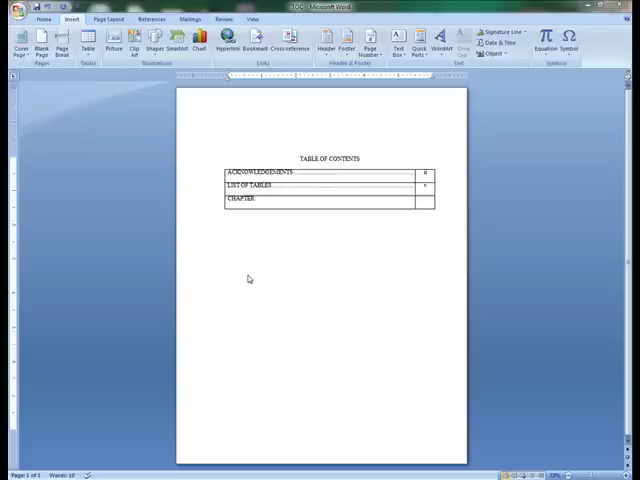 TOC - Microsoft Word
Home Insert Page Layout References Mailings Review View
Cover Page Blank Page Page Break Table Picture Clip Art Shapes SmartArt Chart Hyperlink Bookmark Cross-reference Header Footer Page Number Text Box Quick Parts WordArt Drop Cap Signature Line Date & Time Object Equation Symbol
Pages Tables Illustrations Links Header & Footer Text Symbols
TABLE OF CONTENTS
ACKNOWLEDGEMENTS
LIST OF TABLES v
CHAPTER
Page: 1 of 1 Words: 10